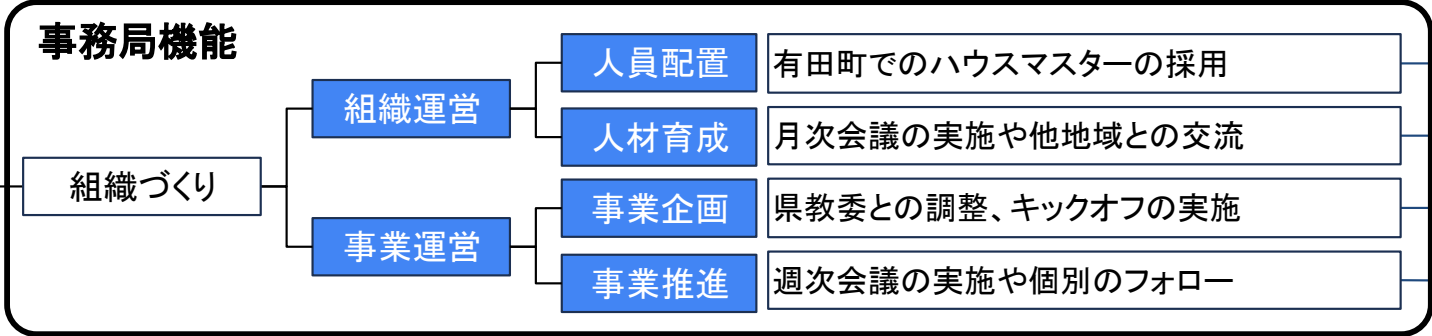 事務局機能
組織づくり
組織運営
人員配置
有田町でのハウスマスターの採用
人材育成
月次会議の実施や他地域との交流
事業運営
事業企画
県教委との調整、キックオフの実施
事業推進
週次会議の実施や個別のフォロー